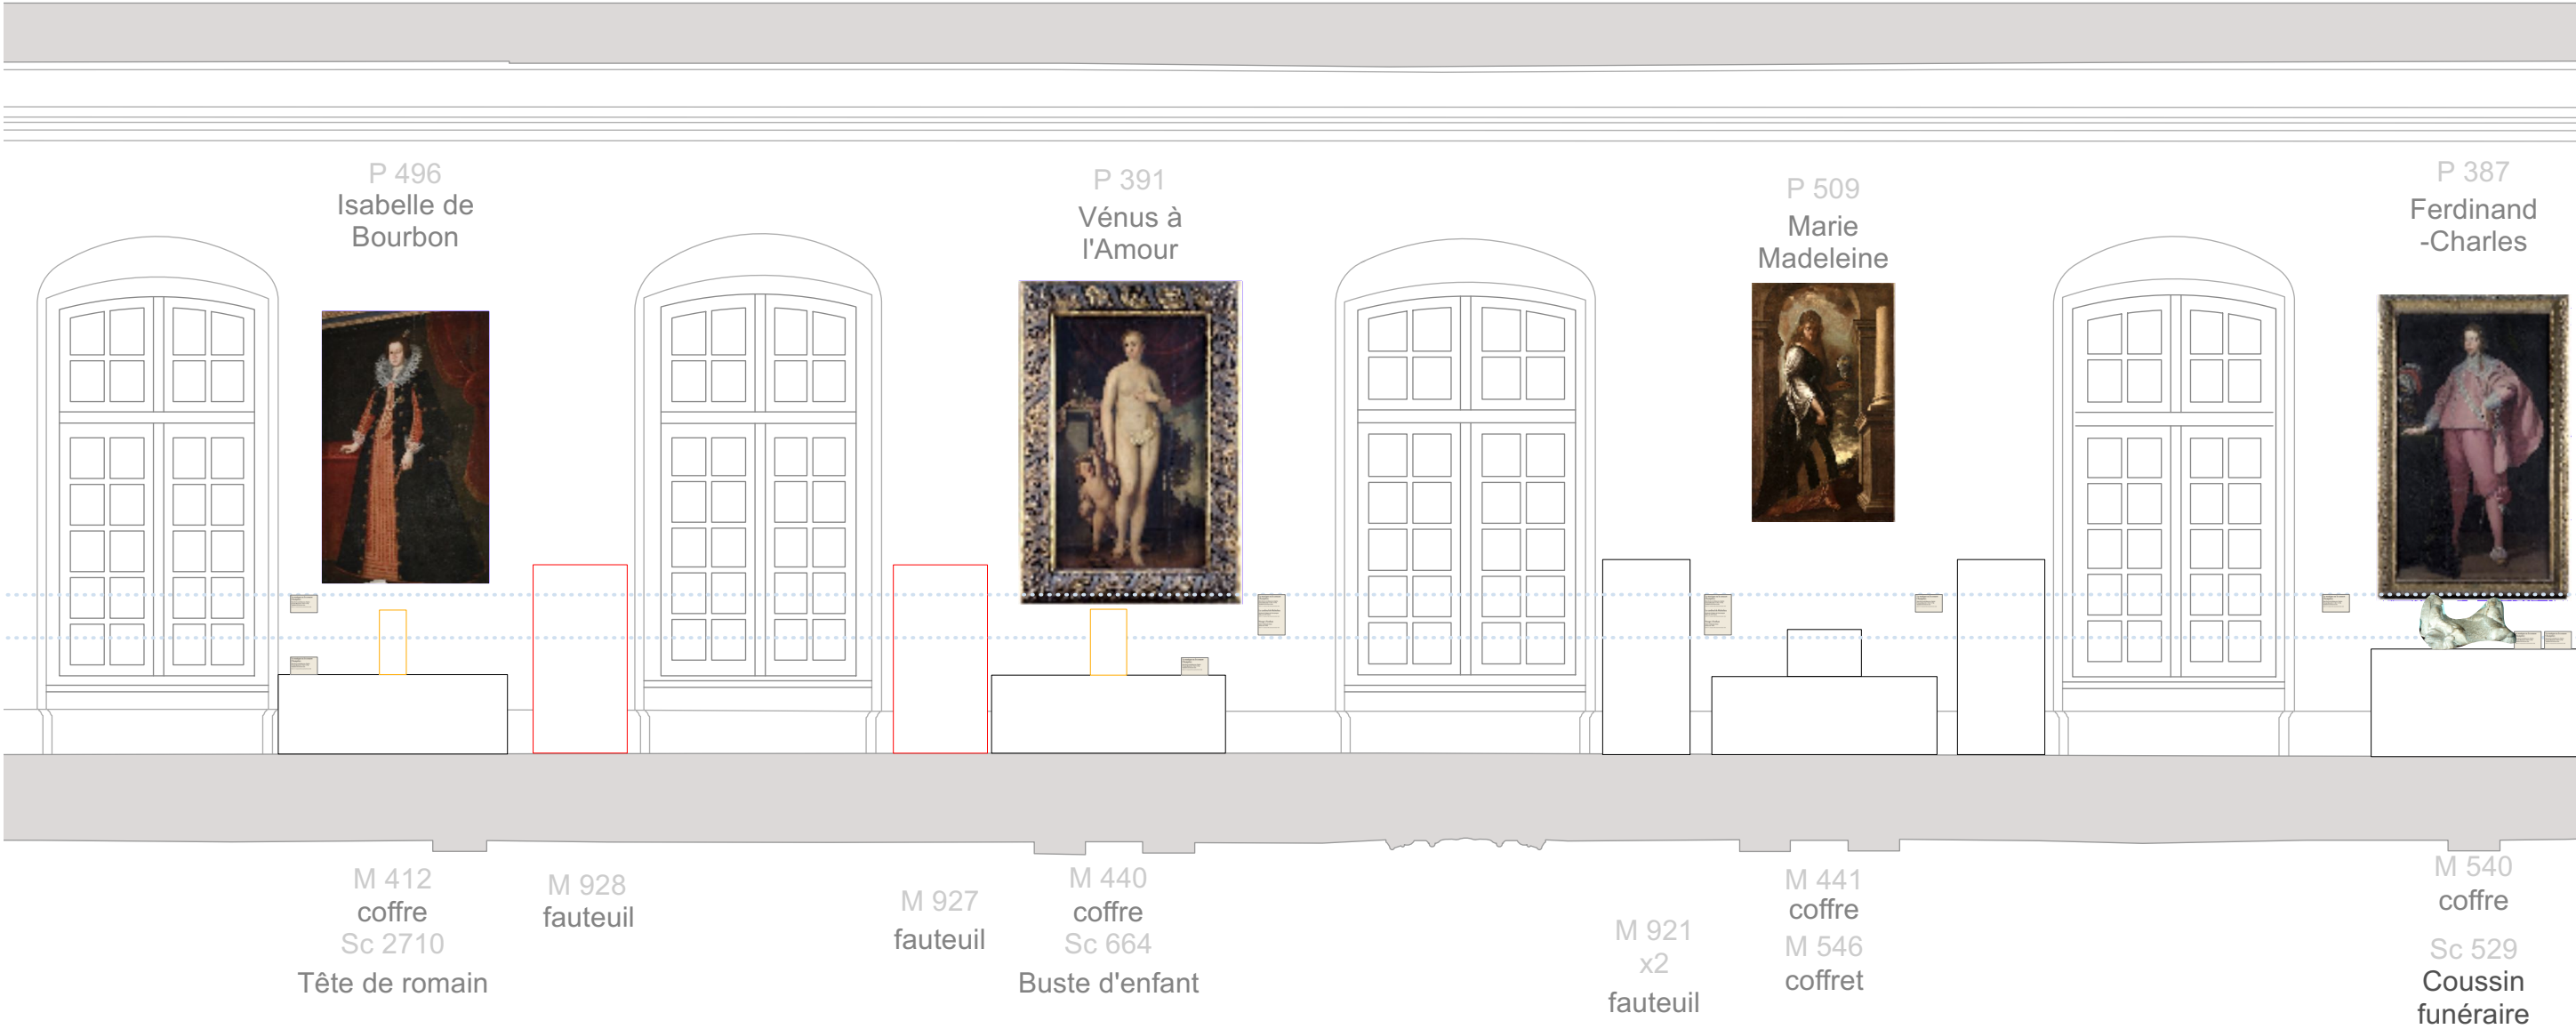 P 496
Isabelle de
Bourbon
P 391
Vénus à
l'Amour
P 509
Marie
Madeleine
P 387
Ferdinand
-Charles
M 412
coffre
Sc 2710
Tête de romain
M 928
fauteuil
M 927
fauteuil
M 440
coffre
Sc 664
Buste d'enfant
M 921
x2
fauteuil
M 441
coffre
M 546
coffret
M 540
coffre
Sc 529
Coussin
funéraire